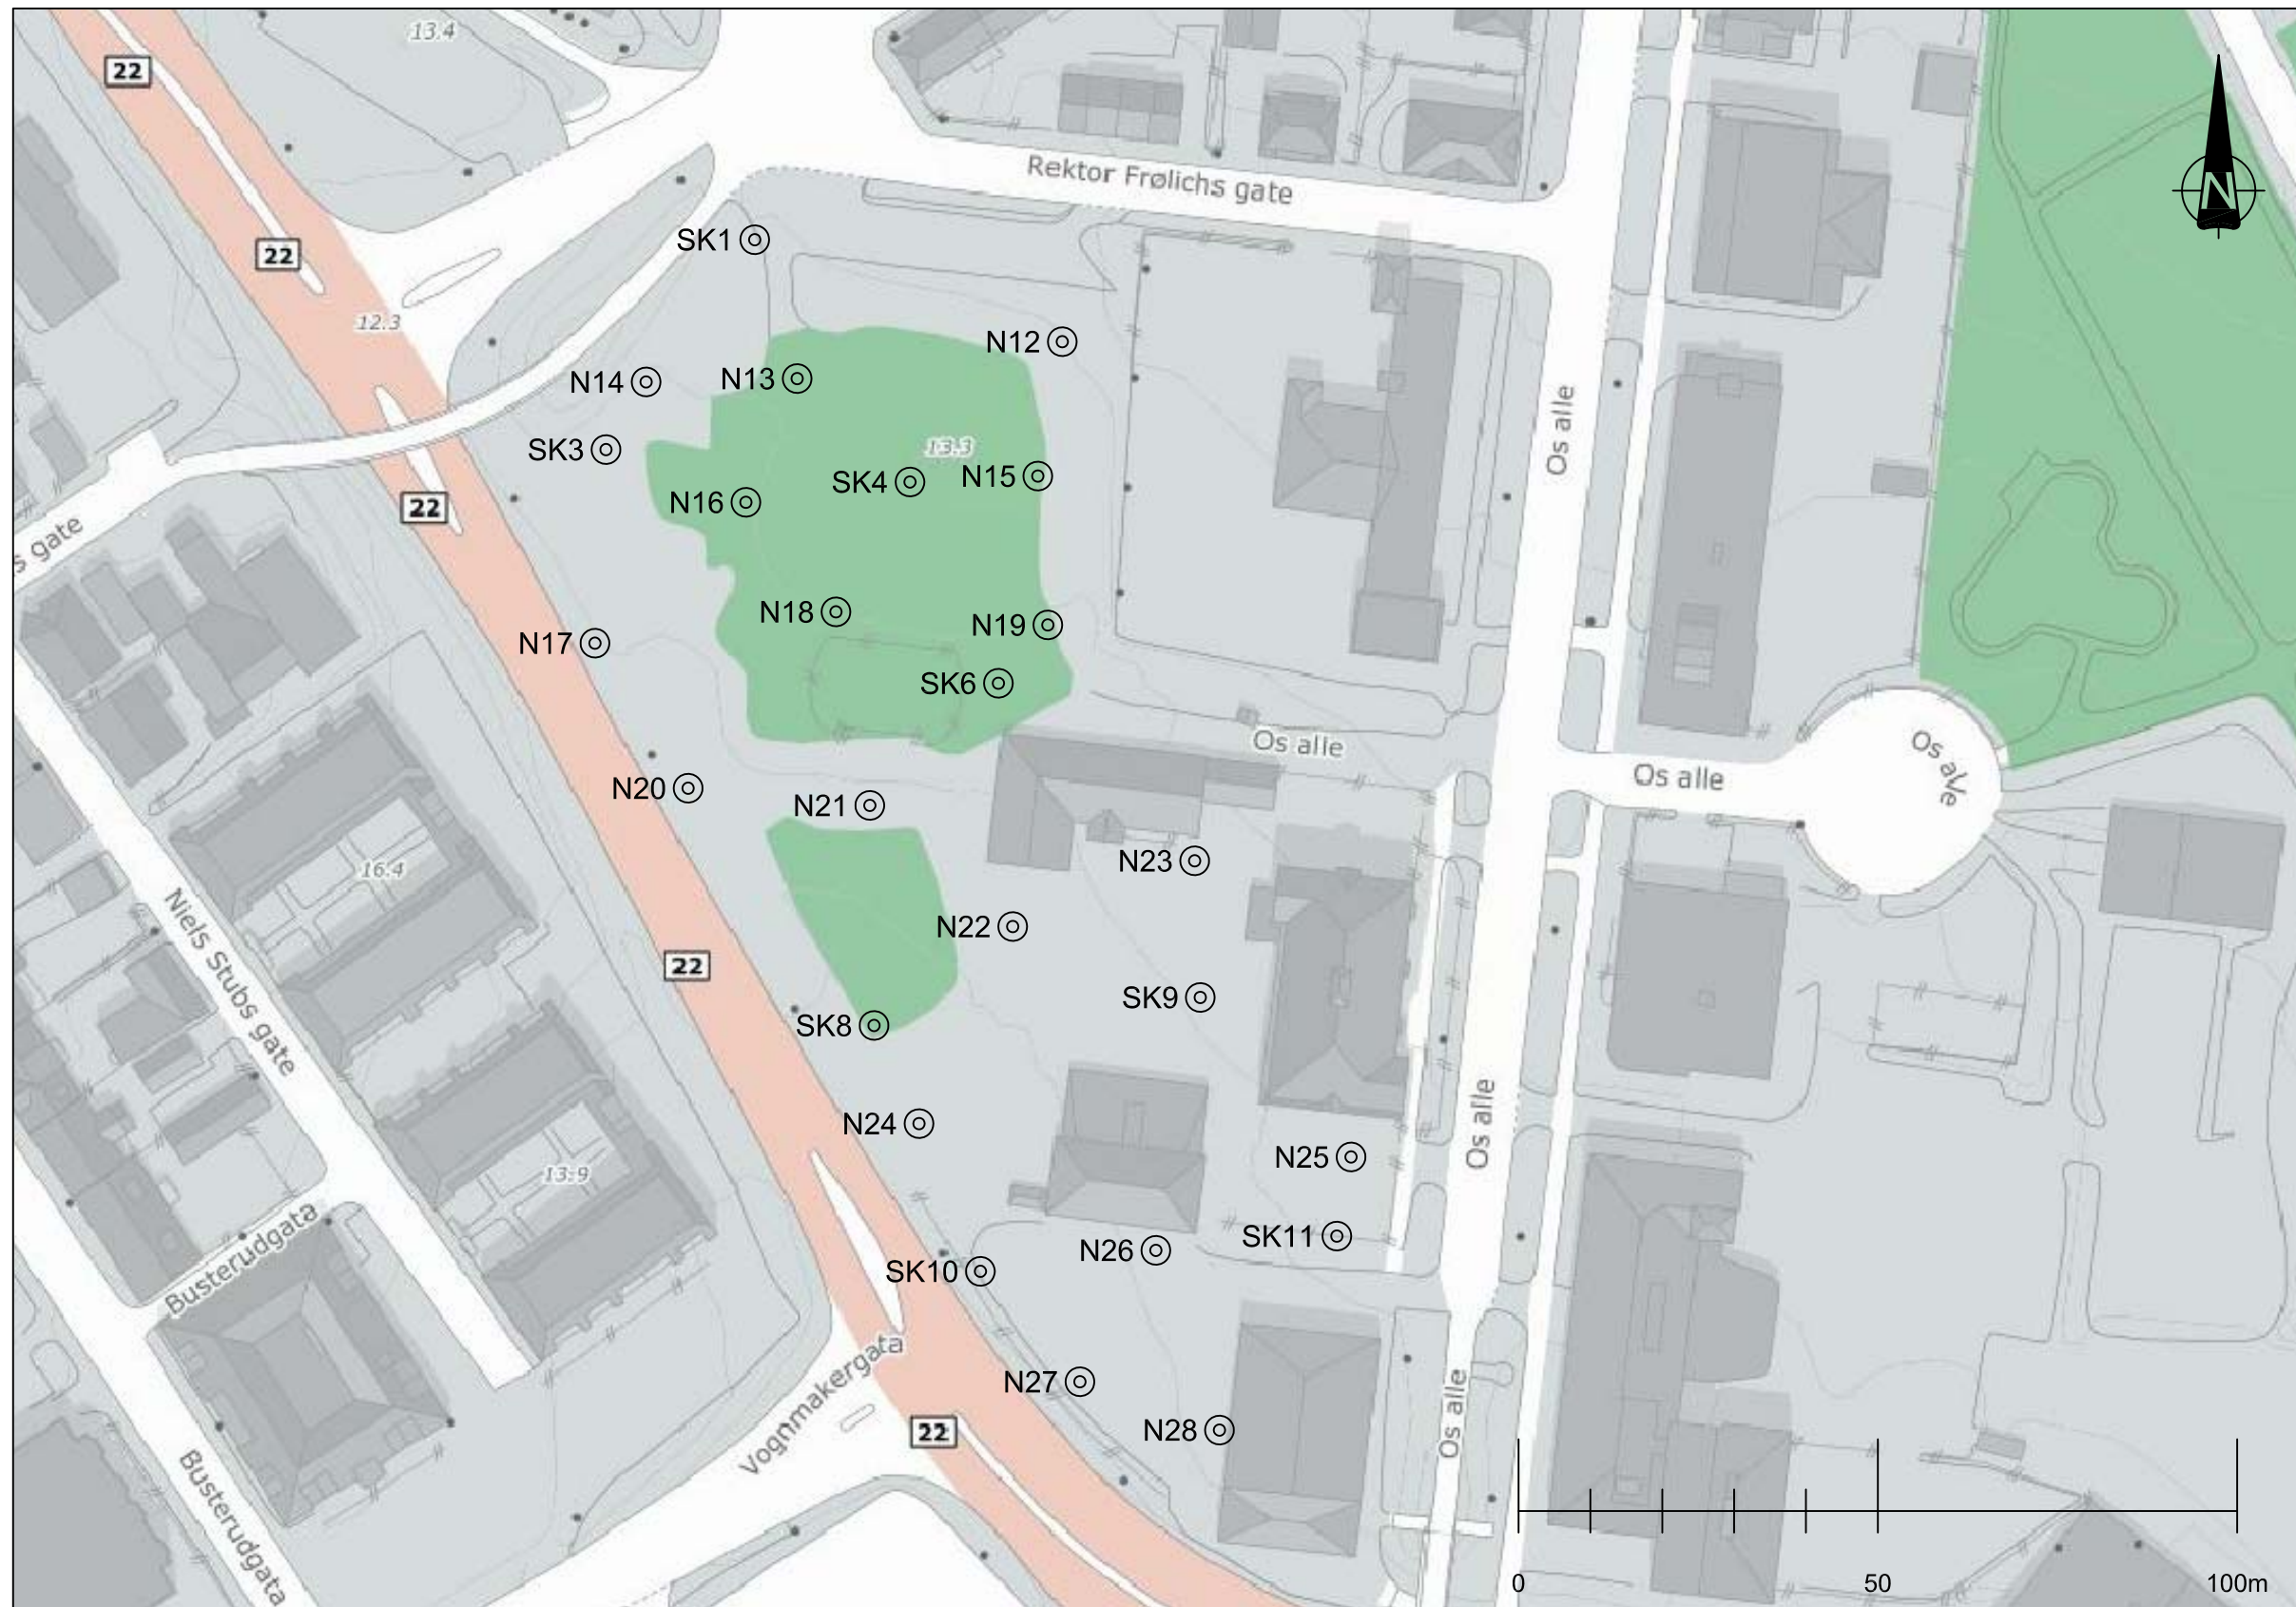 13.4
22
Rektor Frølichs gate
N
SK1
22
12.3
N12
N14
N13
Os alle
SK3
13.3
SK4
N15
N16
22
s gate
N18
N19
N17
SK6
Os alle
Os alle
Os alle
N20
N21
N23
16.4
Niels Stubs gate
N22
22
SK9
SK8
N24
Os alle
N25
13.9
Busterudgata
SK11
N26
SK10
Vognmakergata
N27
Os alle
22
N28
Busterudgata
0 50 100m